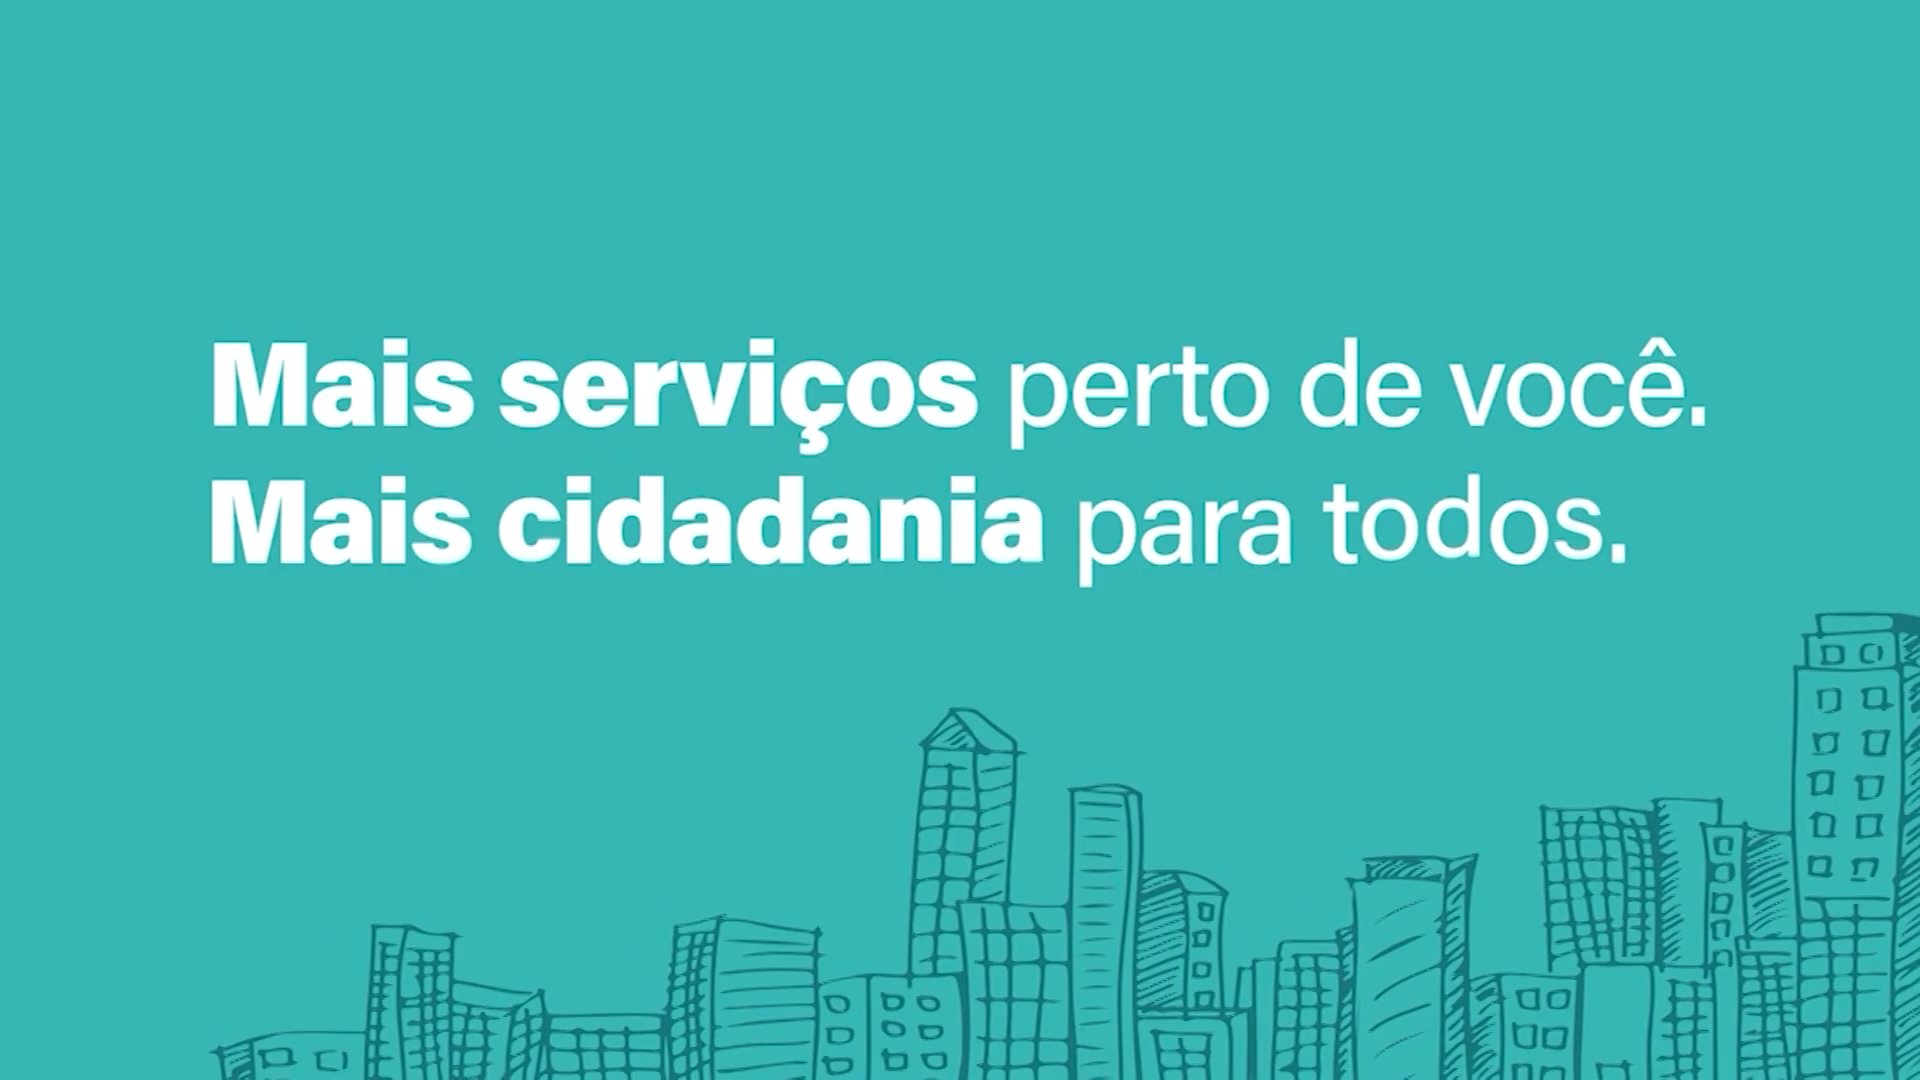 Mais serviços perto de você.
Mais cidadania para todos.